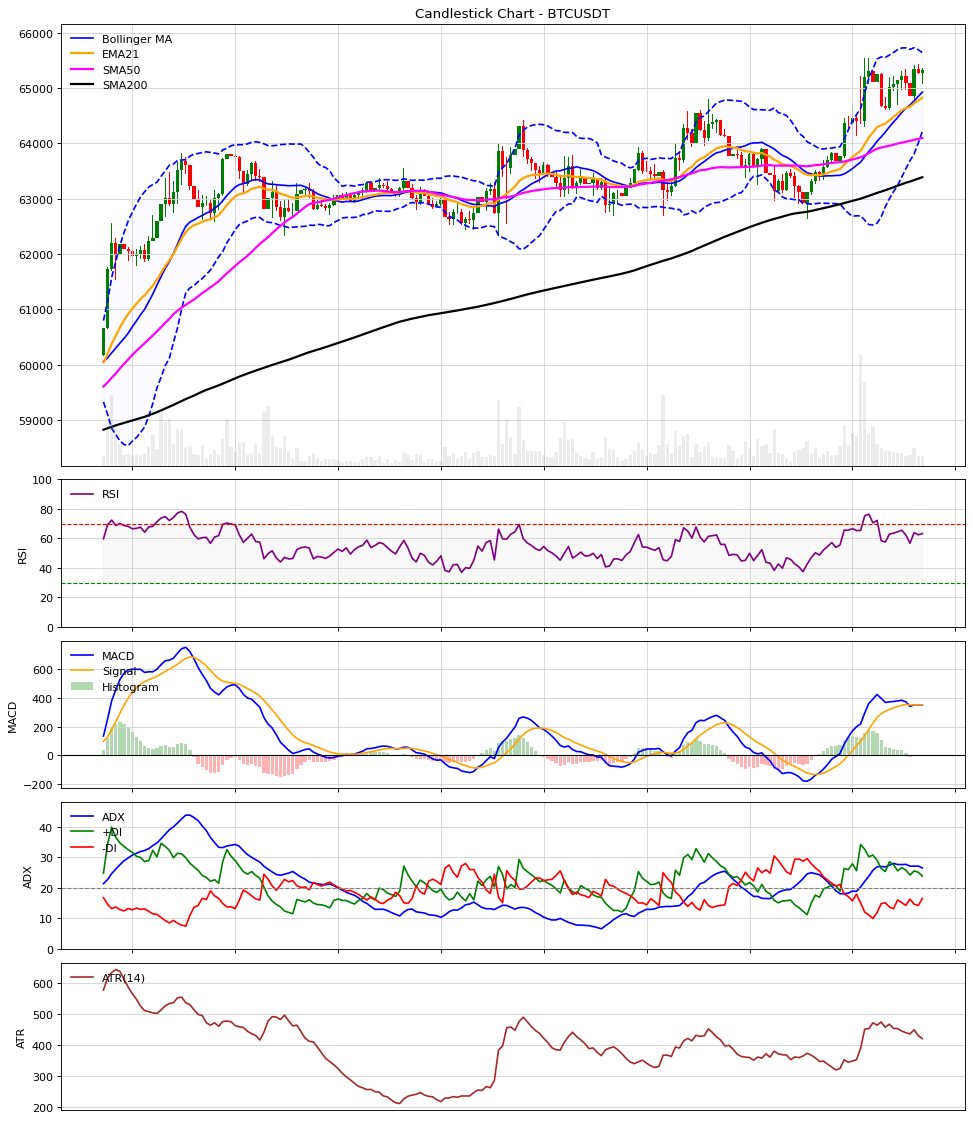 Candlestick Chart - BTCUSDT
66000
65000
64000
63000
62000
61000
60000
59000
Bollinger MA
EMA21
SMA50
SMA200
100
80
60
40
20
0
RSI
RSI
600
400
200
0
−200
MACD
MACD
Signal
Histogram
40
30
20
10
0
ADX
ADX
+DI
-DI
600
500
400
300
200
ATR
ATR(14)